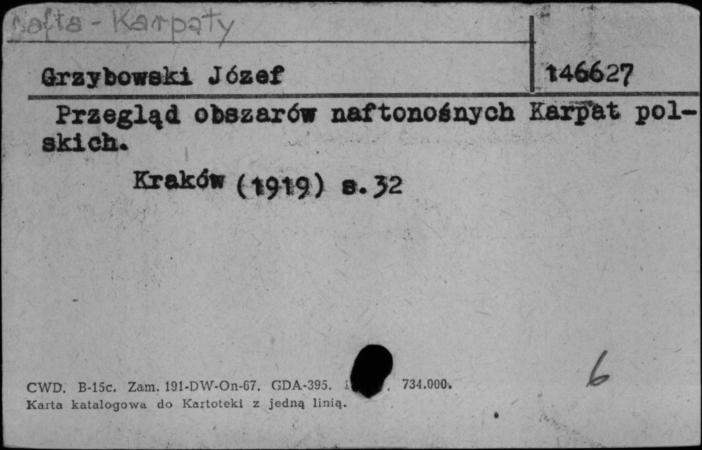 Nafta - Karpaty
Grzybowski Józef 146627
Przegląd obszarów naftonośnych Karpat pol-
skich.
Kraków (1919) s.32
6
CWD. B-15c. Zam. 191-DW-On-67. GDA-395. 734.000.
Karta katalogowa do Kartoteki z jedną linią.